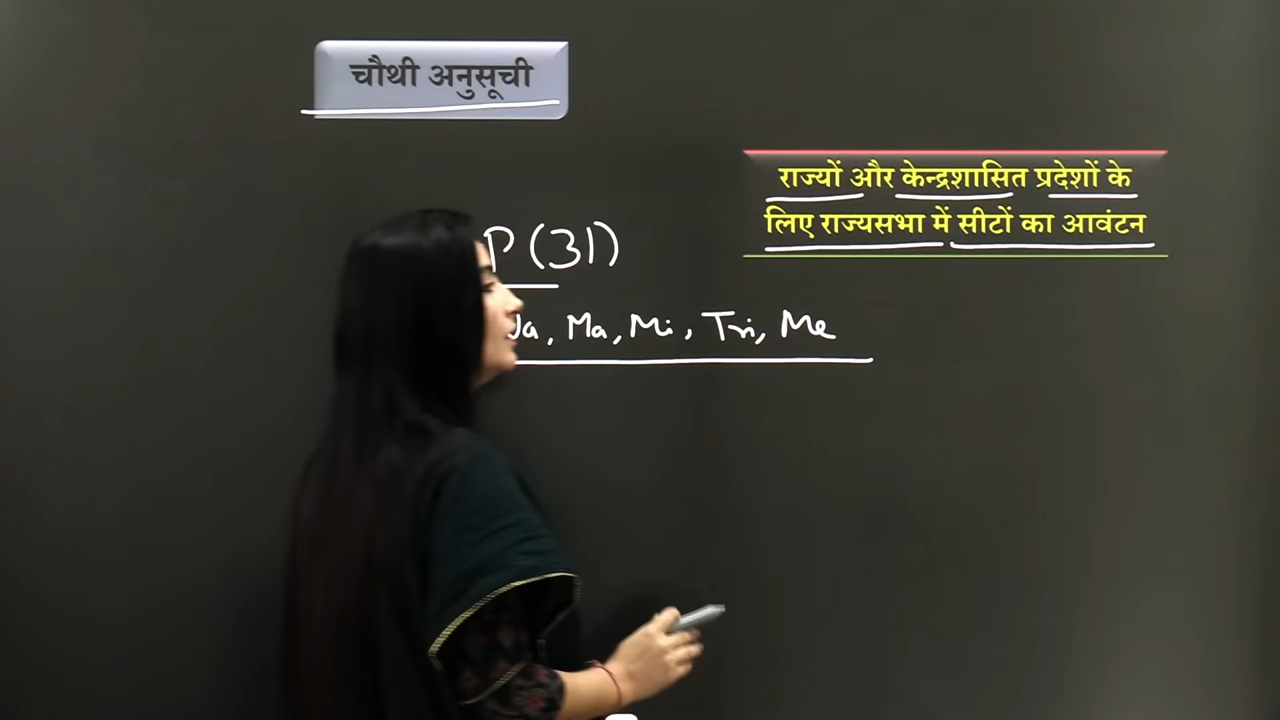 चौथी अनुसूची
राज्यों और केन्द्रशासित प्रदेशों के
लिए राज्यसभा में सीटों का आवंटन
P (31)
Ma, Mi, Tri, Me